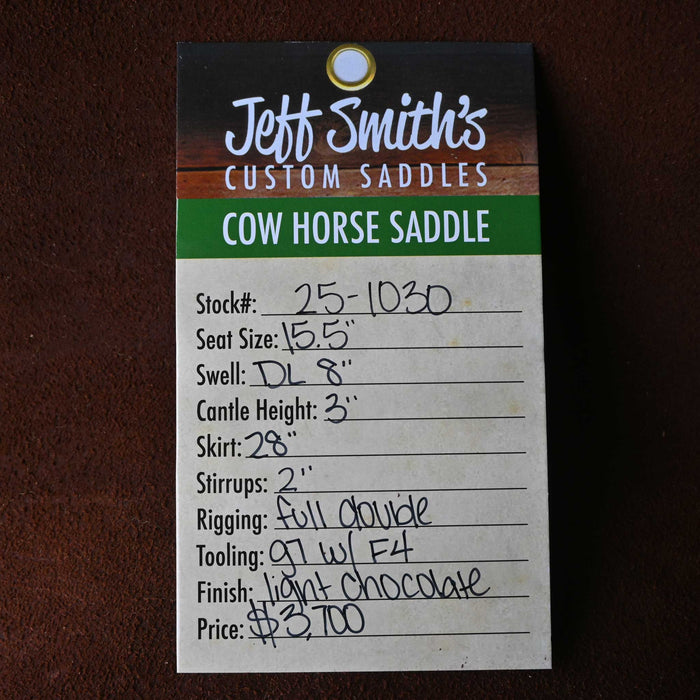 Jeff Smith's
CUSTOM SADDLES
COW HORSE SADDLE
Stock#: 25-1030
Seat Size: 15.5"
Swell: DL 8"
Cantle Height: 3"
Skirt: 28"
Stirrups: 2"
Rigging: full double
Tooling: 97 w/ F4
Finish: light chocolate
Price: $3,700